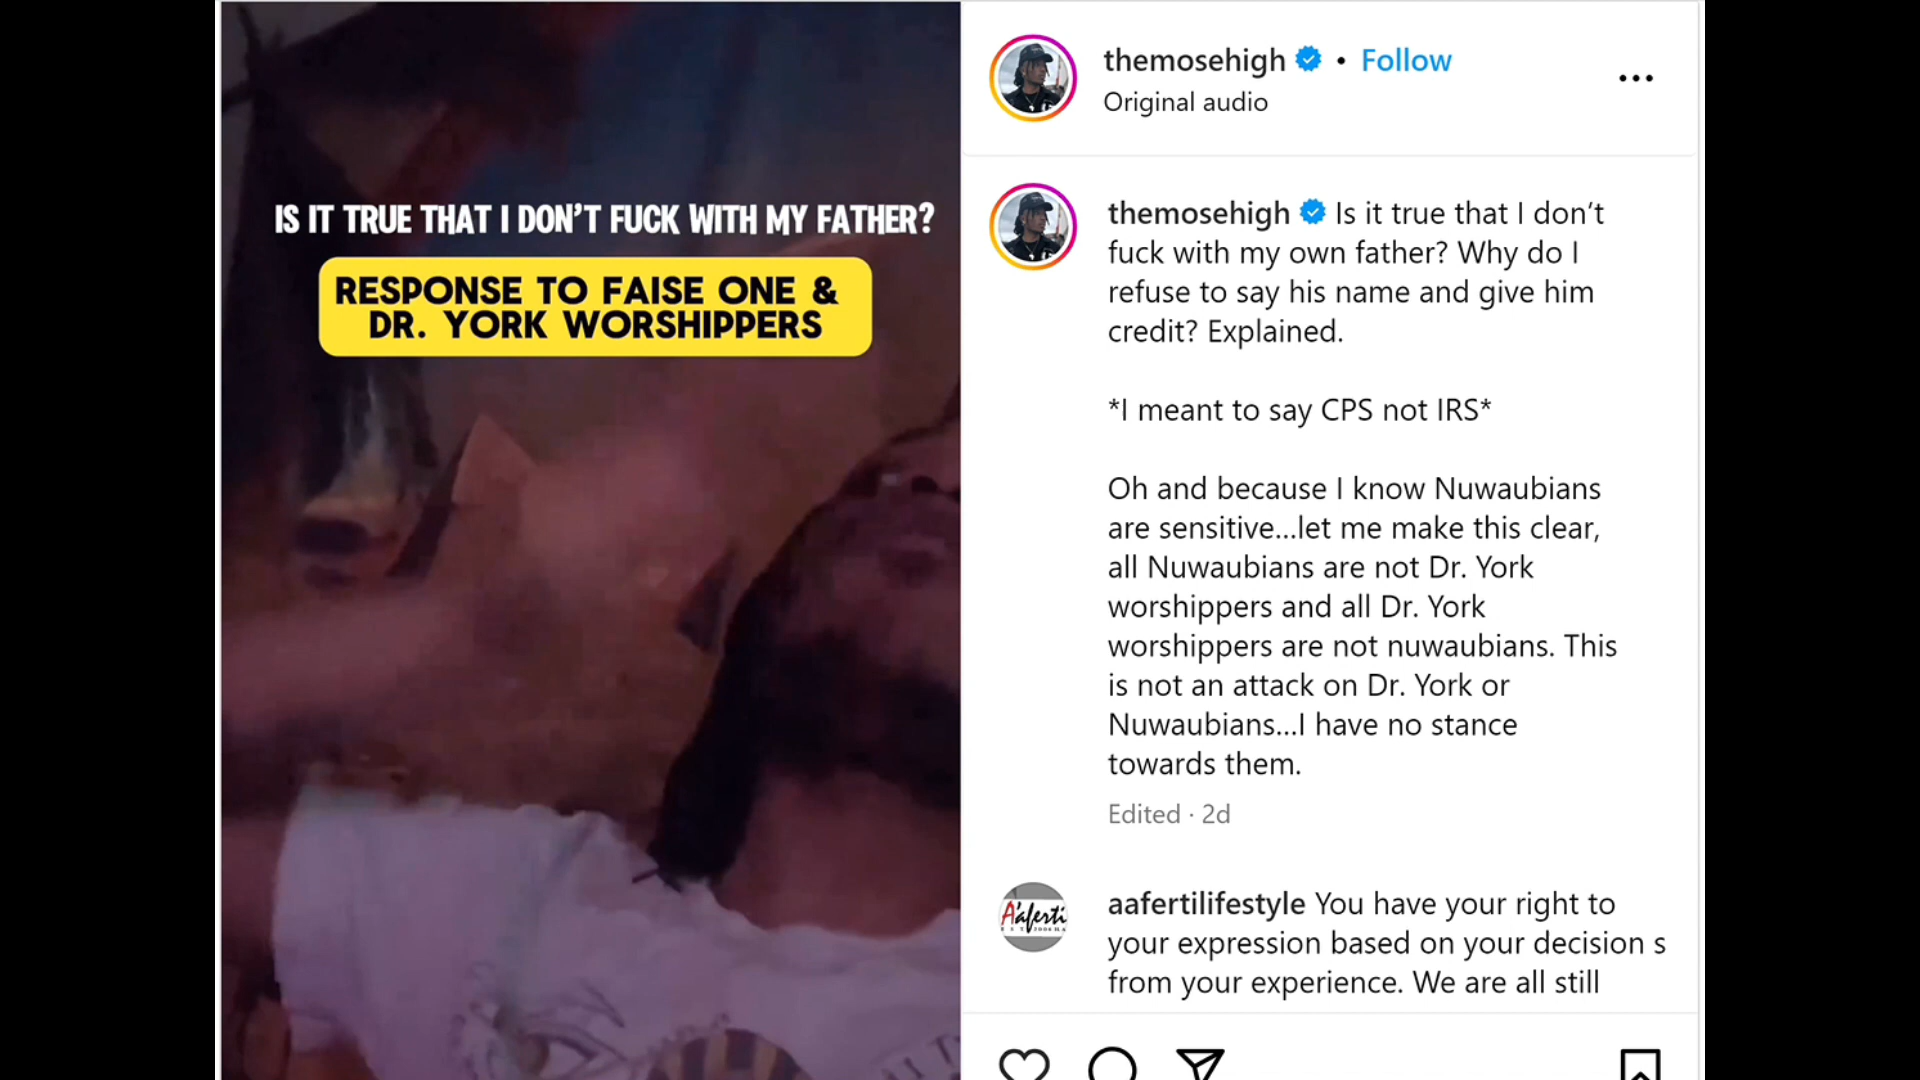 IS IT TRUE THAT I DON'T FUCK WITH MY FATHER?
RESPONSE TO FAISE ONE &
DR. YORK WORSHIPPERS
themosehigh • Follow
Original audio
themosehigh Is it true that I don’t
fuck with my own father? Why do I
refuse to say his name and give him
credit? Explained.
*I meant to say CPS not IRS*
Oh and because I know Nuwaubians
are sensitive...let me make this clear,
all Nuwaubians are not Dr. York
worshippers and all Dr. York
worshippers are not nuwaubians. This
is not an attack on Dr. York or
Nuwaubians...I have no stance
towards them.
Edited · 2d
A'aferti
aafertilifestyle You have your right to
your expression based on your decision s
from your experience. We are all still